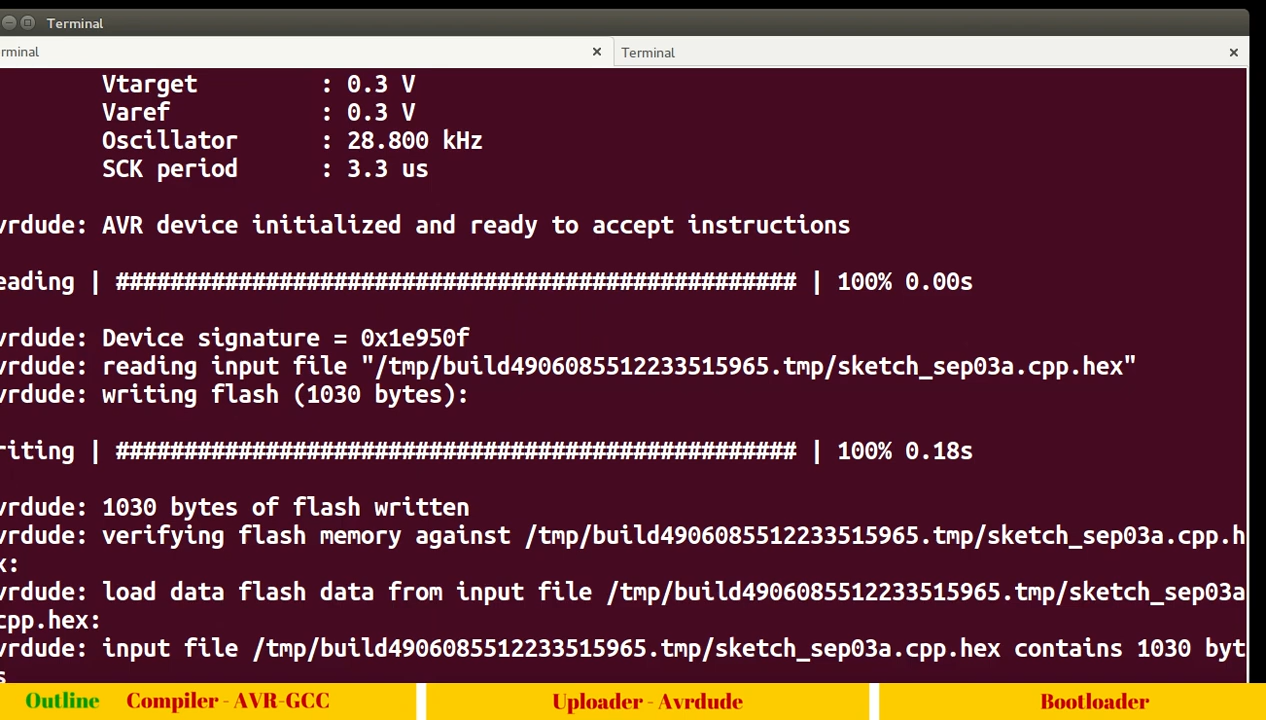 Terminal
rminal × Terminal ×
Vtarget : 0.3 V
Varef : 0.3 V
Oscillator : 28.800 kHz
SCK period : 3.3 us
vrdude: AVR device initialized and ready to accept instructions
eading | ################################################## | 100% 0.00s
vrdude: Device signature = 0x1e950f
vrdude: reading input file "/tmp/build4906085512233515965.tmp/sketch_sep03a.cpp.hex"
vrdude: writing flash (1030 bytes):
riting | ################################################## | 100% 0.18s
vrdude: 1030 bytes of flash written
vrdude: verifying flash memory against /tmp/build4906085512233515965.tmp/sketch_sep03a.cpp.h
x:
vrdude: load data flash data from input file /tmp/build4906085512233515965.tmp/sketch_sep03a
cpp.hex:
vrdude: input file /tmp/build4906085512233515965.tmp/sketch_sep03a.cpp.hex contains 1030 byt
s
Outline Compiler - AVR-GCC Uploader - Avrdude Bootloader